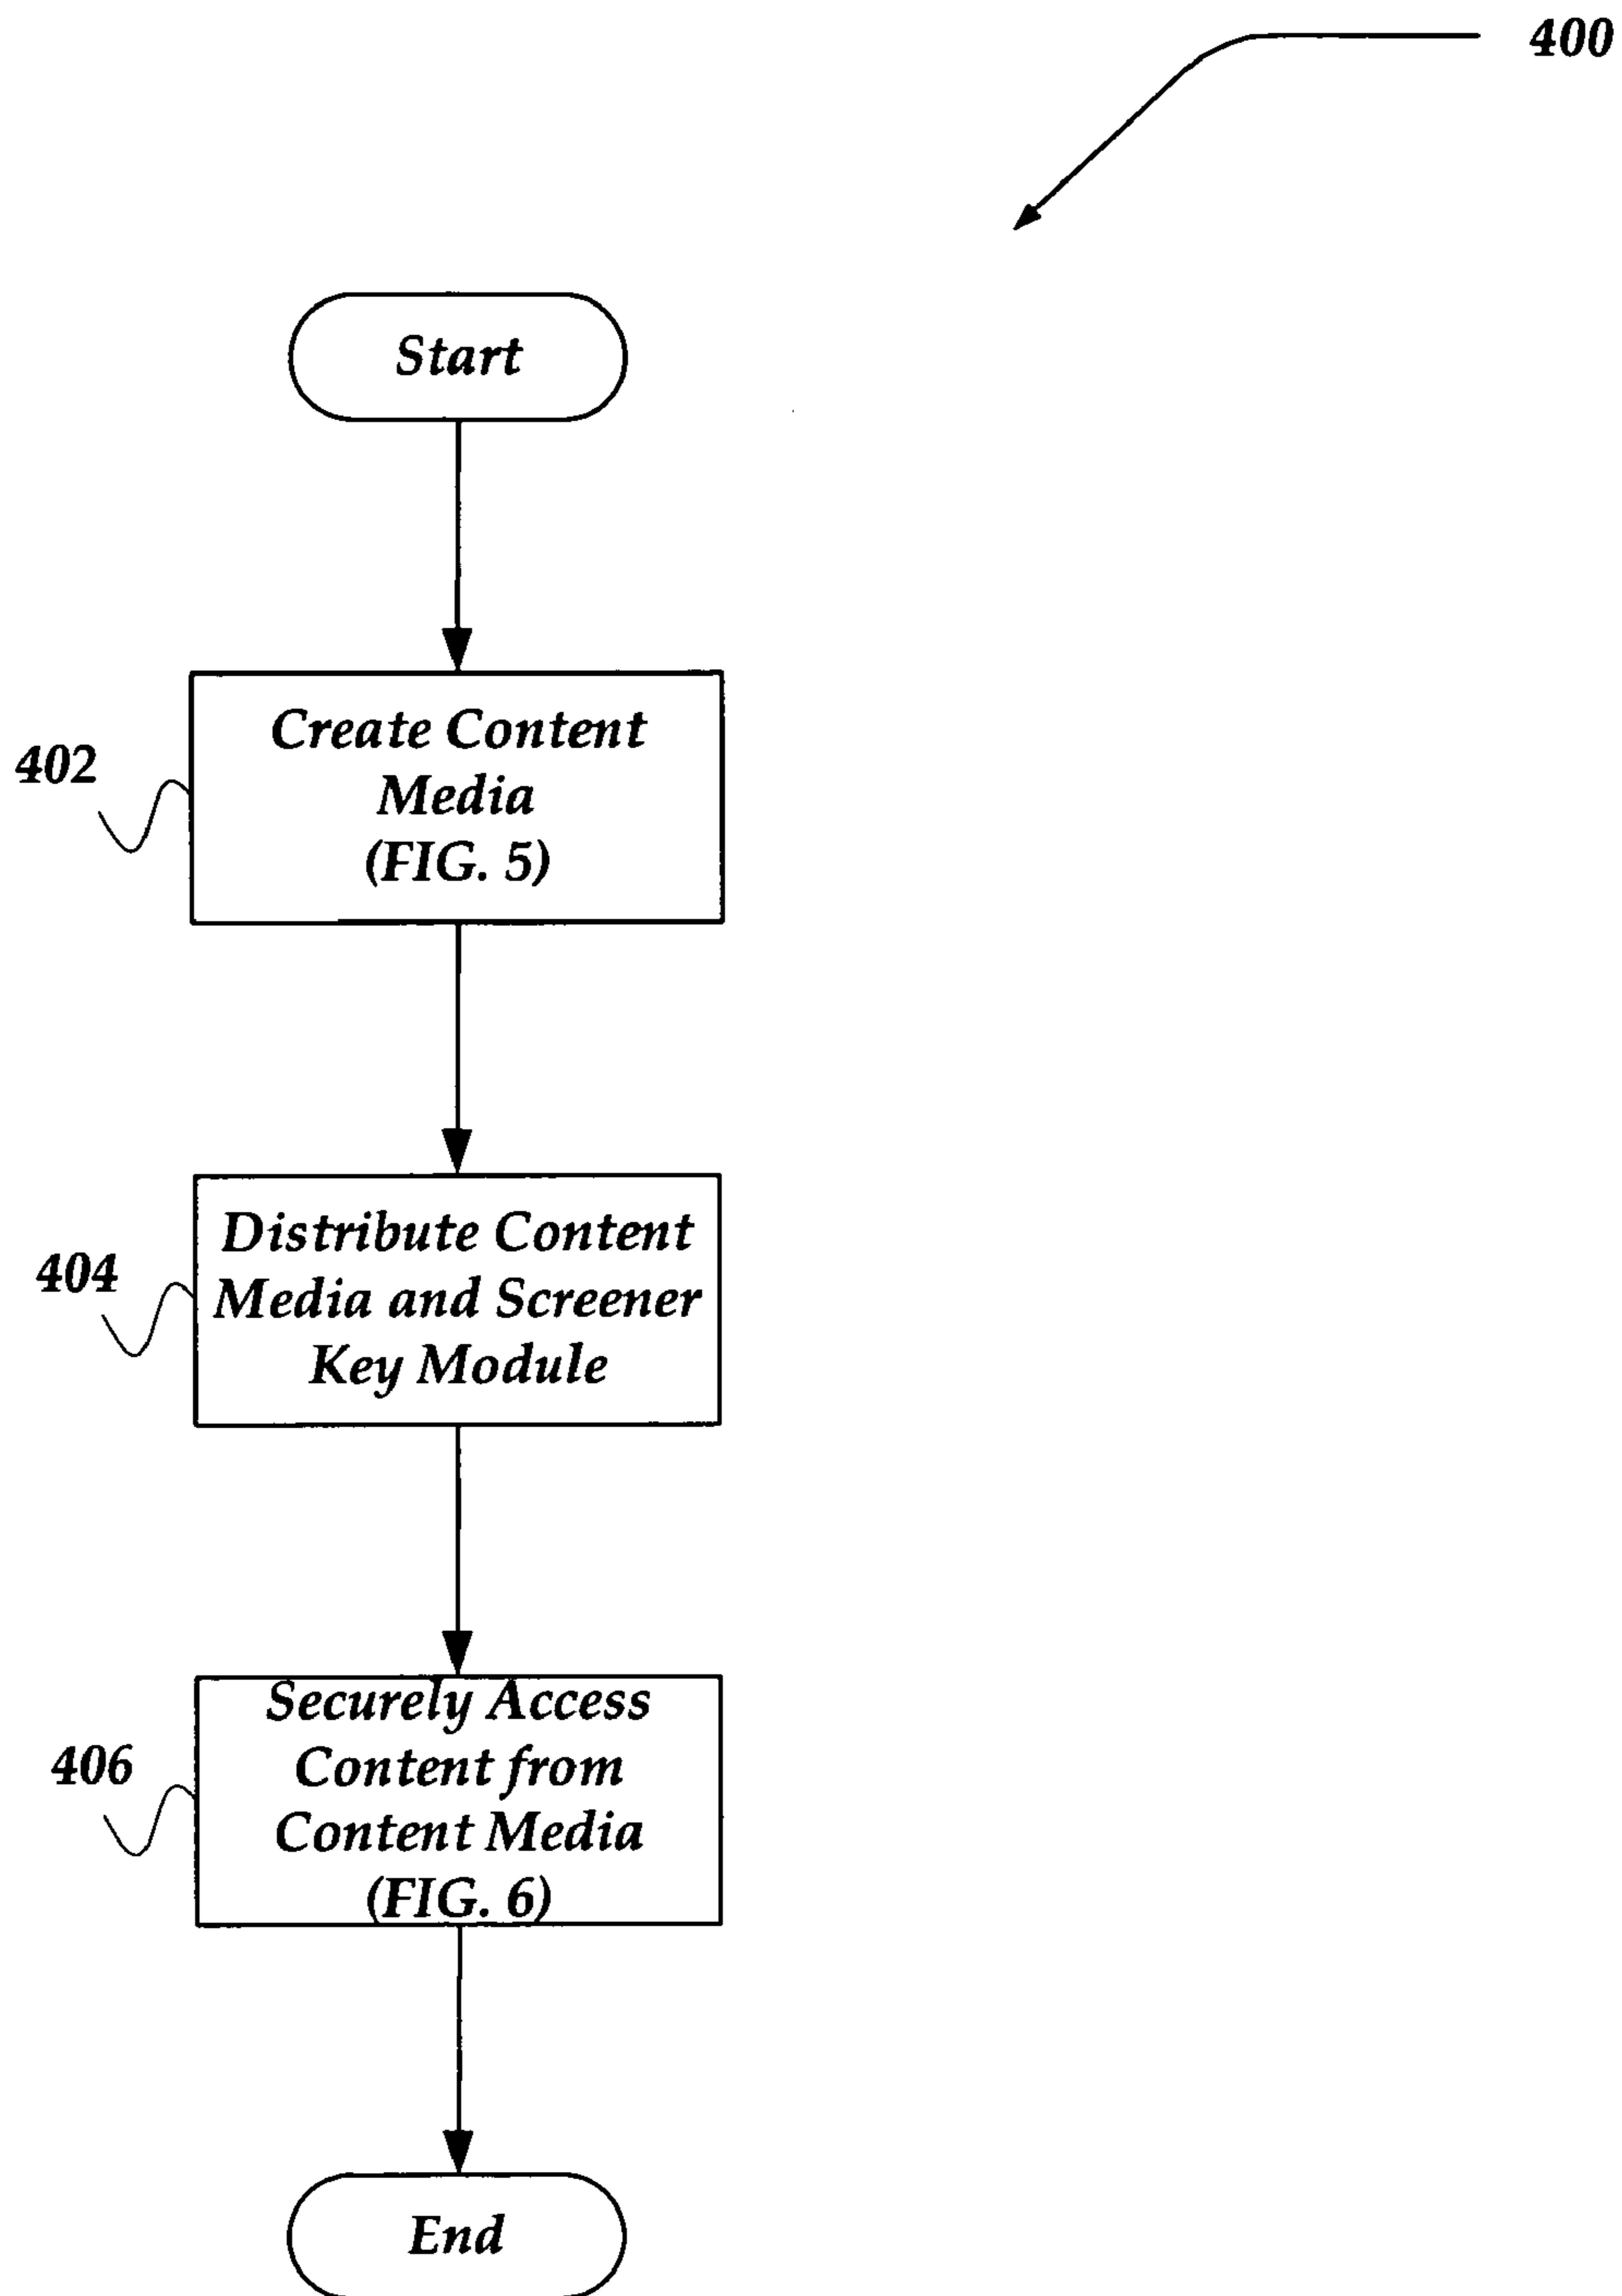 400
Start
402
Create Content
Media
(FIG. 5)
404
Distribute Content
Media and Screener
Key Module
406
Securely Access
Content from
Content Media
(FIG. 6)
End